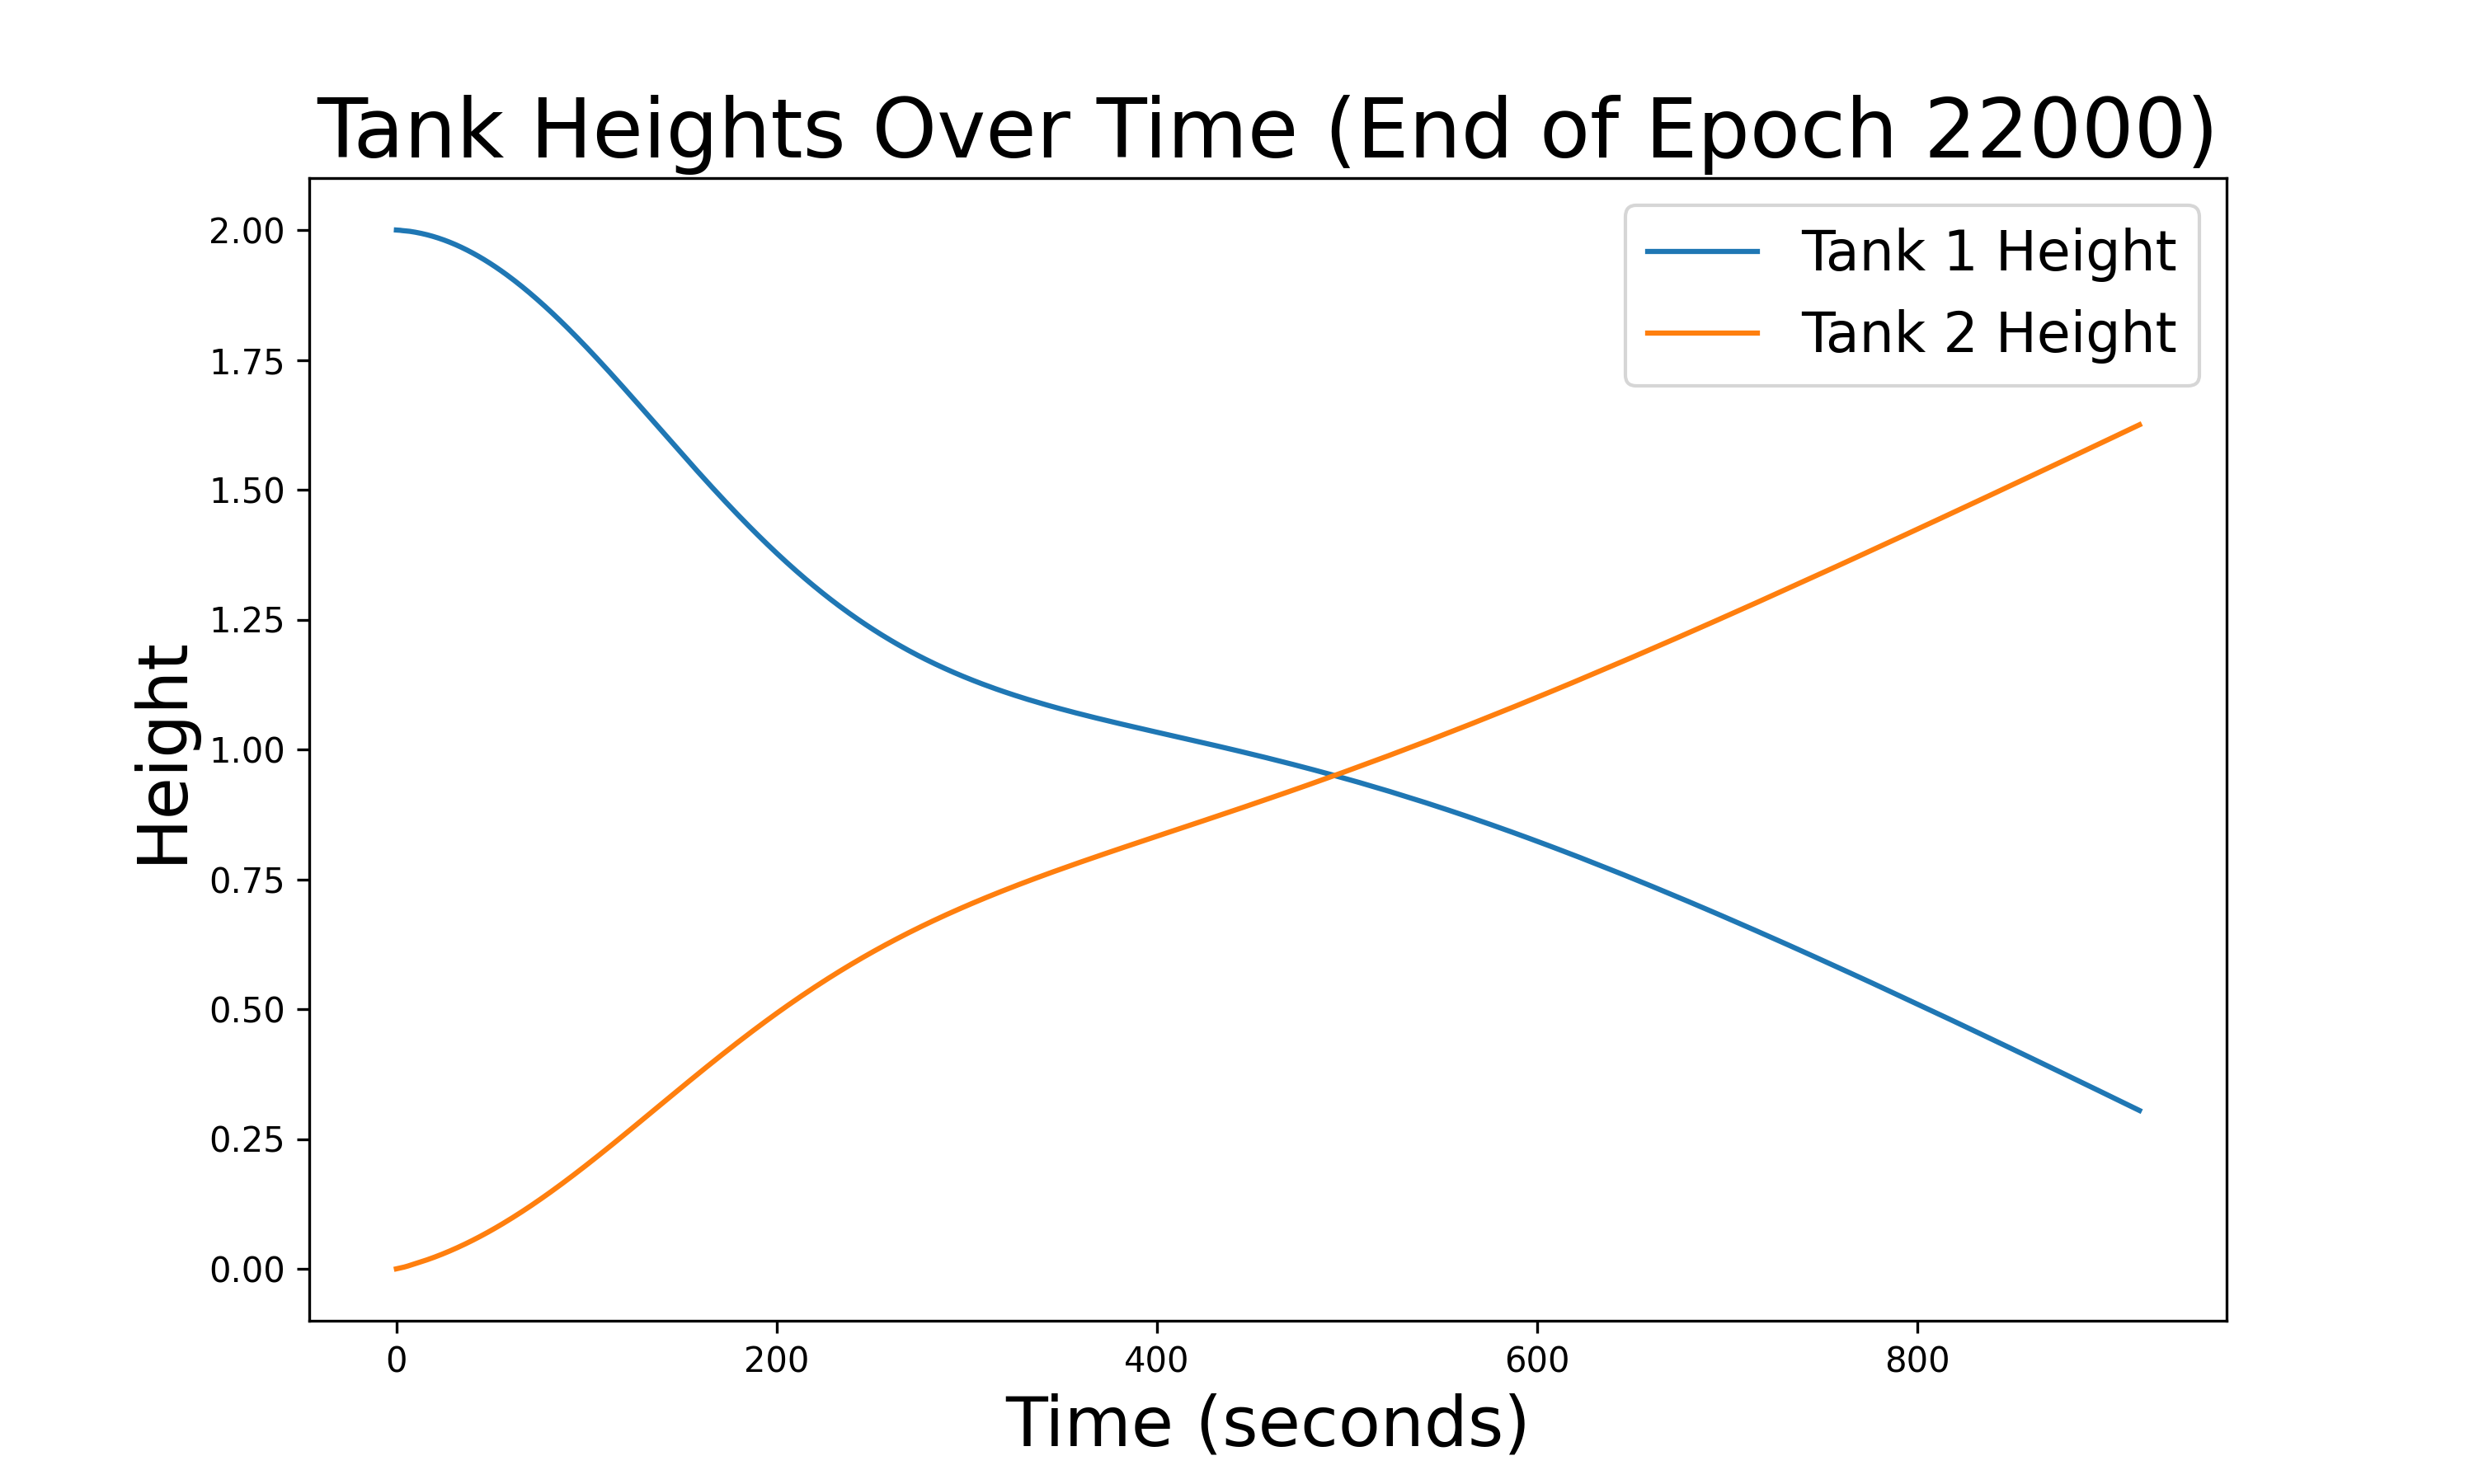 Tank Heights Over Time (End of Epoch 22000)
Tank 1 Height
Tank 2 Height
Height
2.00
1.75
1.50
1.25
1.00
0.75
0.50
0.25
0.00
0 200 400 600 800
Time (seconds)